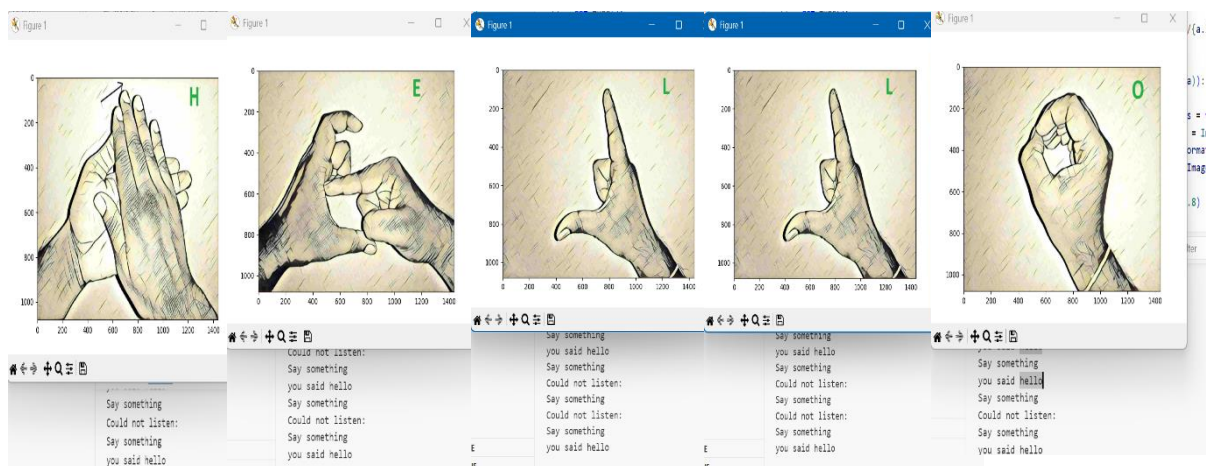 Figure 1
H
0
200
400
600
800
1000
0 200 400 600 800 1000 1200 1400
Say something
Could not listen:
Say something
you said hello
Figure 1
E
0
200
400
600
800
1000
0 200 400 600 800 1000 1200 1400
Could not listen:
Say something
you said hello
Say something
Could not listen:
Say something
you said hello
Figure 1
L
0
200
400
600
800
1000
0 200 400 600 800 1000 1200 1400
Say something
you said hello
Say something
Could not listen:
Say something
Could not listen:
Say something
you said hello
E
Figure 1
L
0
200
400
600
800
1000
0 200 400 600 800 1000 1200 1400
Say something
you said hello
Say something
Could not listen:
Say something
Could not listen:
Say something
you said hello
E
Figure 1
O
0
200
400
600
800
1000
0 200 400 600 800 1000 1200 1400
Say something
you said hello
Say something
Could not listen:
Say something
you said hello